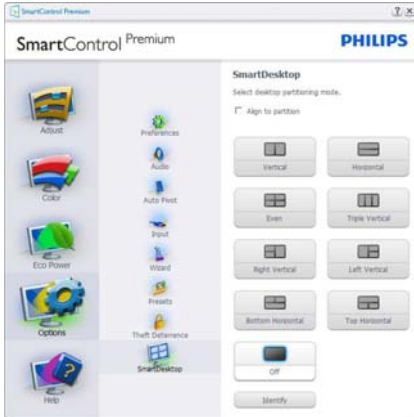 SmartControl Premium
SmartControl Premium
PHILIPS
Adjust
Color
Eco Power
Options
Help
Preferences
Audio
Auto Pivot
Input
Wizard
Presets
Theft Deterrence
SmartDesktop
SmartDesktop
Select desktop partitioning mode.
Align to partition
Vertical
Horizontal
Even
Triple Vertical
Right Vertical
Left Vertical
Bottom Horizontal
Top Horizontal
Off
Identify